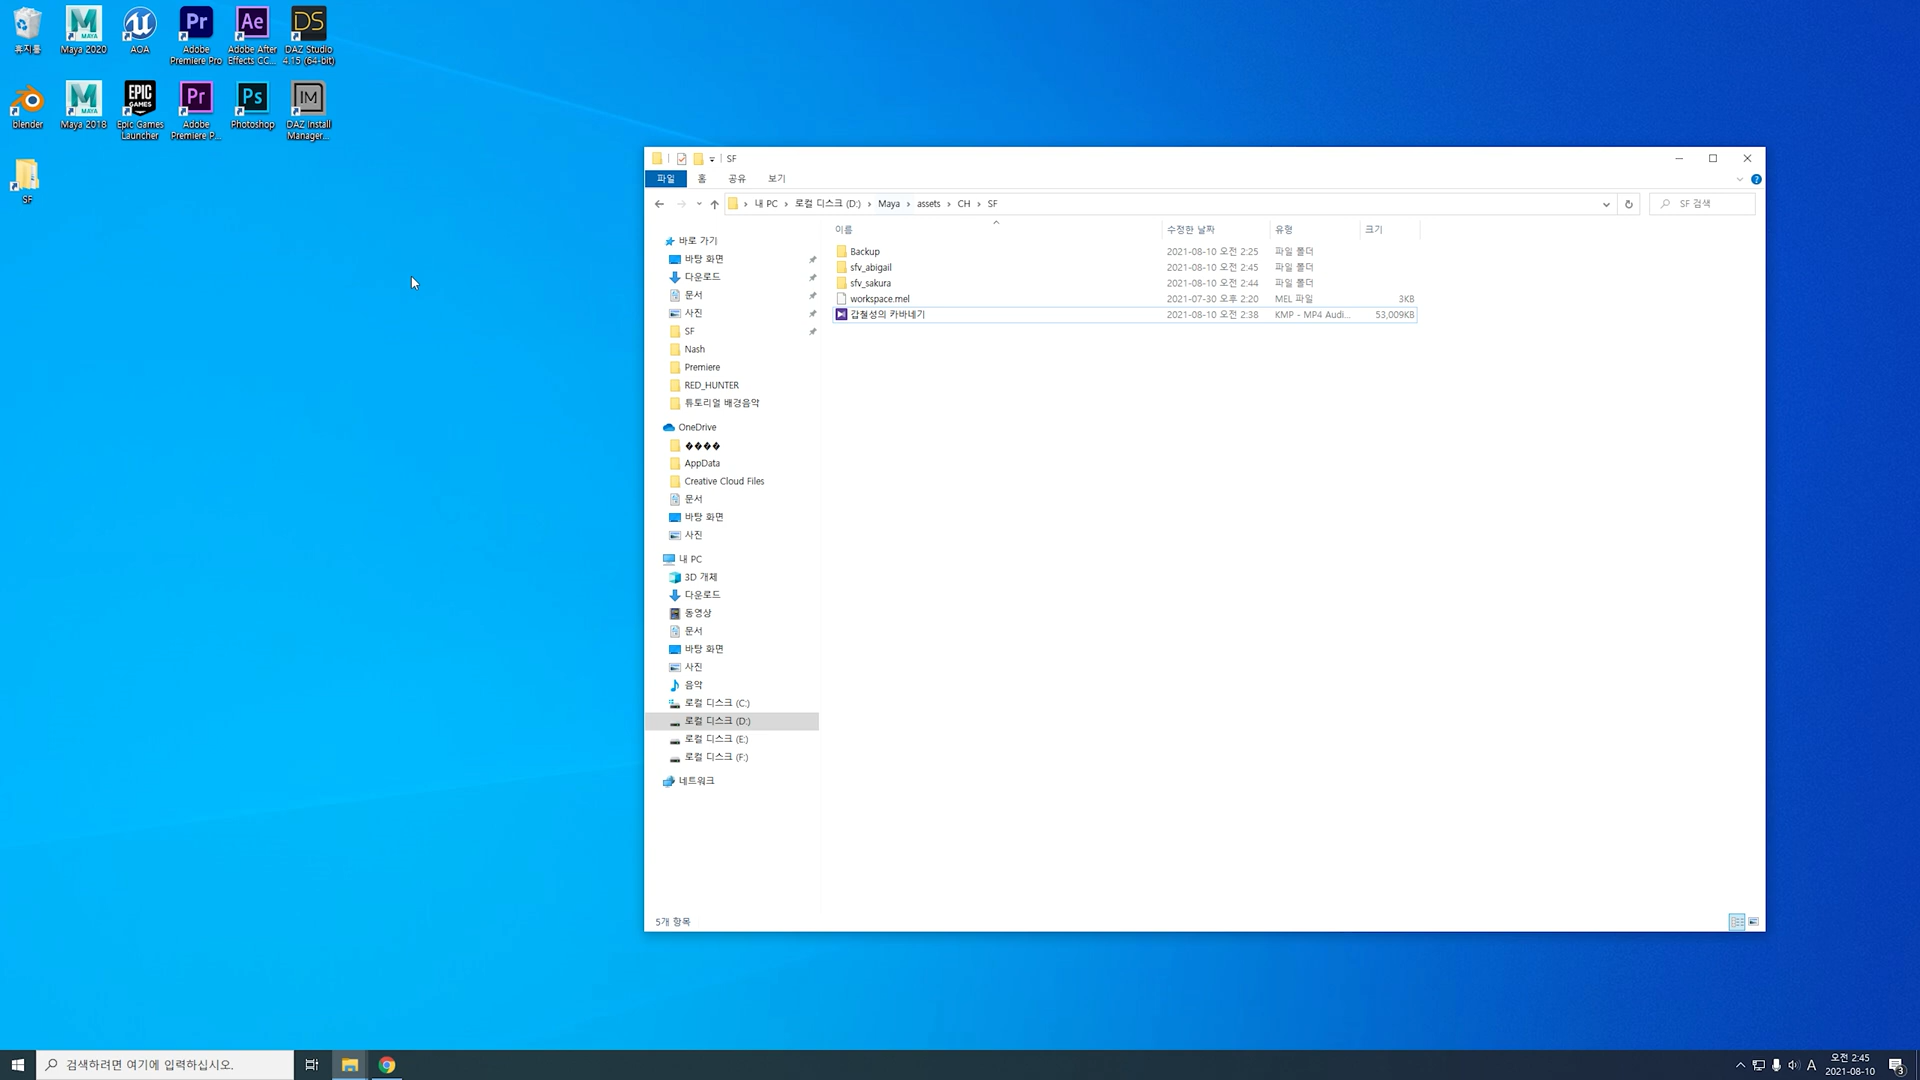 휴지통
Maya 2020
AOA
Adobe
Premiere Pro
Adobe After
Effects CC...
DAZ Studio
4.15 (64-bit)
blender
Maya 2018
Epic Games
Launcher
Adobe
Premiere P...
Photoshop
DAZ Install
Manager...
SF
SF
파일 홈 공유 보기
내 PC › 로컬 디스크 (D:) › Maya › assets › CH › SF
SF 검색
이름 수정한 날짜 유형 크기
Backup 2021-08-10 오전 2:25 파일 폴더
sfv_abigail 2021-08-10 오전 2:45 파일 폴더
sfv_sakura 2021-08-10 오전 2:44 파일 폴더
workspace.mel 2021-07-30 오후 2:20 MEL 파일 3KB
갑철성의 카바네기 2021-08-10 오전 2:38 KMP - MP4 Audi... 53,009KB
바로 가기
바탕 화면
다운로드
문서
사진
SF
Nash
Premiere
RED_HUNTER
튜토리얼 배경음악
OneDrive
����
AppData
Creative Cloud Files
문서
바탕 화면
사진
내 PC
3D 개체
다운로드
동영상
문서
바탕 화면
사진
음악
로컬 디스크 (C:)
로컬 디스크 (D:)
로컬 디스크 (E:)
로컬 디스크 (F:)
네트워크
5개 항목
검색하려면 여기에 입력하십시오.
A
오전 2:45
2021-08-10
3